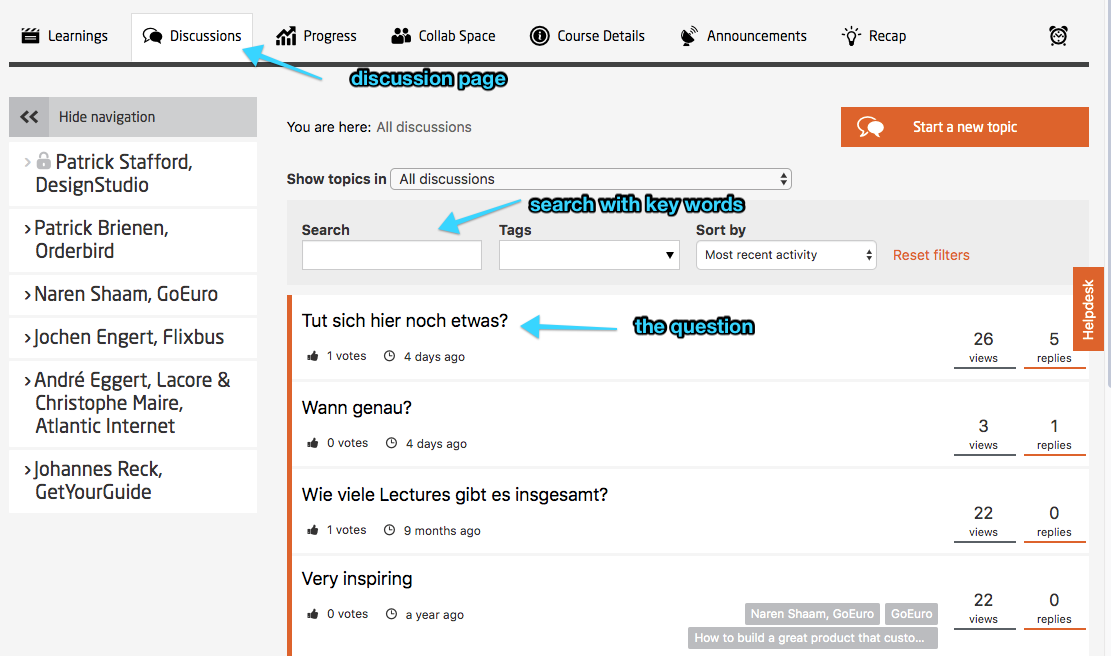 Learnings Discussions Progress Collab Space Course Details Announcements Recap
discussion page
Hide navigation
Patrick Stafford,
DesignStudio
Patrick Brienen,
Orderbird
Naren Shaam, GoEuro
Jochen Engert, Flixbus
André Eggert, Lacore &
Christophe Maire,
Atlantic Internet
Johannes Reck,
GetYourGuide
You are here: All discussions
Start a new topic
Show topics in All discussions
search with key words
Search Tags Sort by
Most recent activity Reset filters
Helpdesk
Tut sich hier noch etwas?
the question
1 votes 4 days ago
26 5
views replies
Wann genau?
0 votes 4 days ago
3 1
views replies
Wie viele Lectures gibt es insgesamt?
1 votes 9 months ago
22 0
views replies
Very inspiring
0 votes a year ago
Naren Shaam, GoEuro GoEuro
How to build a great product that custo...
22 0
views replies